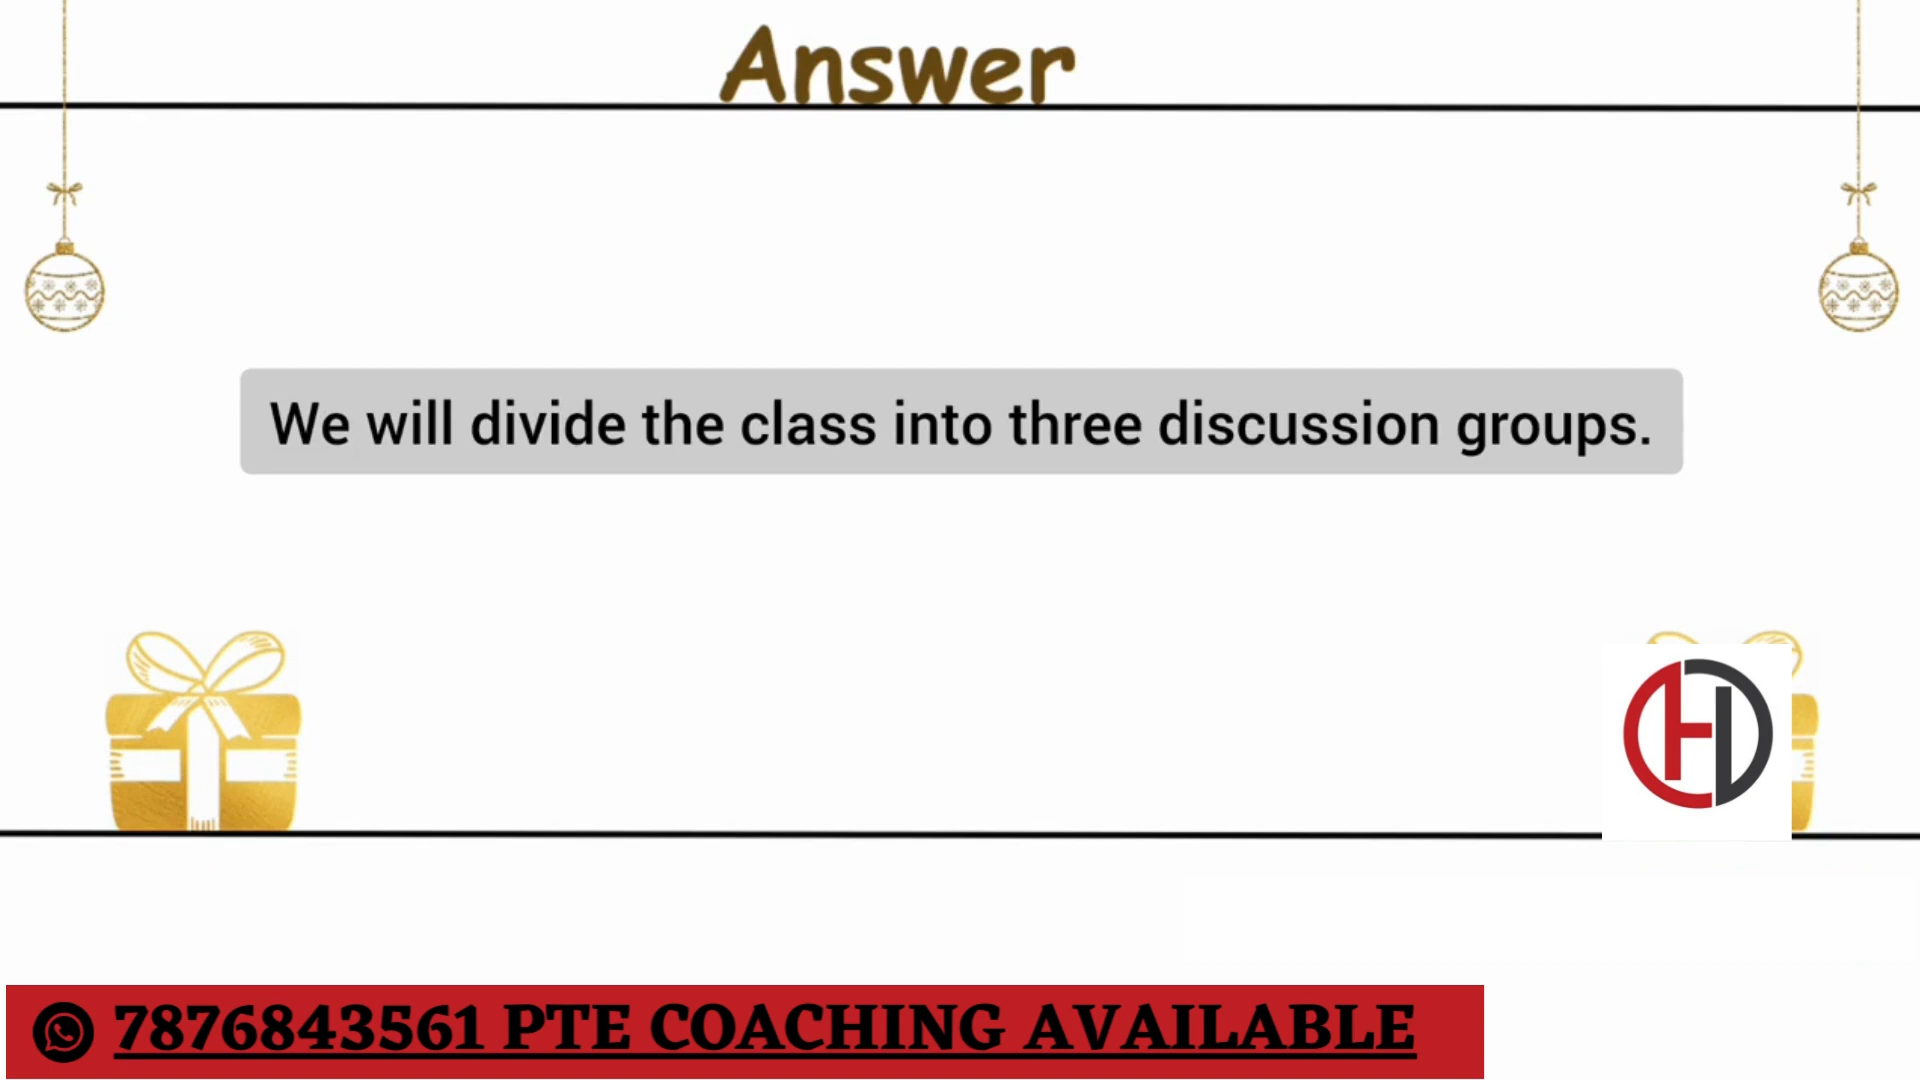 Answer
We will divide the class into three discussion groups.
7876843561 PTE COACHING AVAILABLE